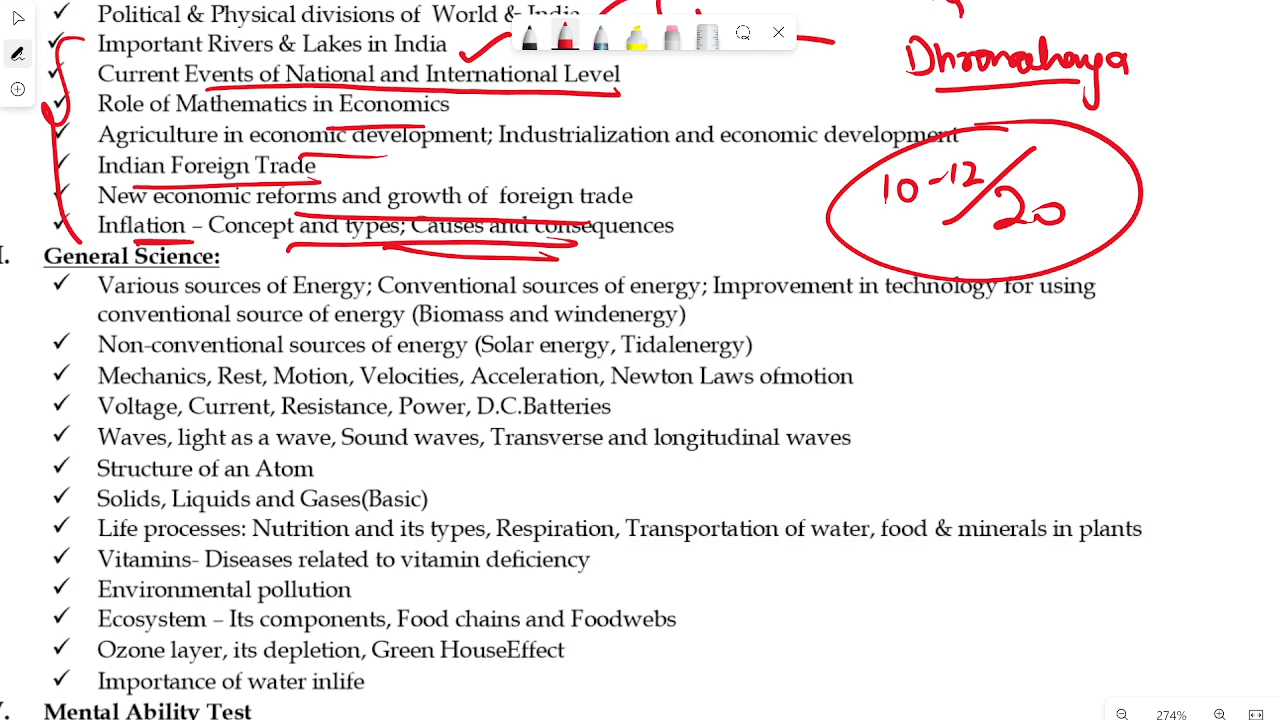 ✓ Political & Physical divisions of World & India
✓ Important Rivers & Lakes in India
✓ Current Events of National and International Level
✓ Role of Mathematics in Economics
✓ Agriculture in economic development; Industrialization and economic development
✓ Indian Foreign Trade
✓ New economic reforms and growth of foreign trade
✓ Inflation – Concept and types; Causes and consequences
Dhronahaya
10-12/20
I. General Science:
✓ Various sources of Energy; Conventional sources of energy; Improvement in technology for using
conventional source of energy (Biomass and windenergy)
✓ Non-conventional sources of energy (Solar energy, Tidalenergy)
✓ Mechanics, Rest, Motion, Velocities, Acceleration, Newton Laws ofmotion
✓ Voltage, Current, Resistance, Power, D.C.Batteries
✓ Waves, light as a wave, Sound waves, Transverse and longitudinal waves
✓ Structure of an Atom
✓ Solids, Liquids and Gases(Basic)
✓ Life processes: Nutrition and its types, Respiration, Transportation of water, food & minerals in plants
✓ Vitamins- Diseases related to vitamin deficiency
✓ Environmental pollution
✓ Ecosystem – Its components, Food chains and Foodwebs
✓ Ozone layer, its depletion, Green HouseEffect
✓ Importance of water inlife
V. Mental Ability Test
274%